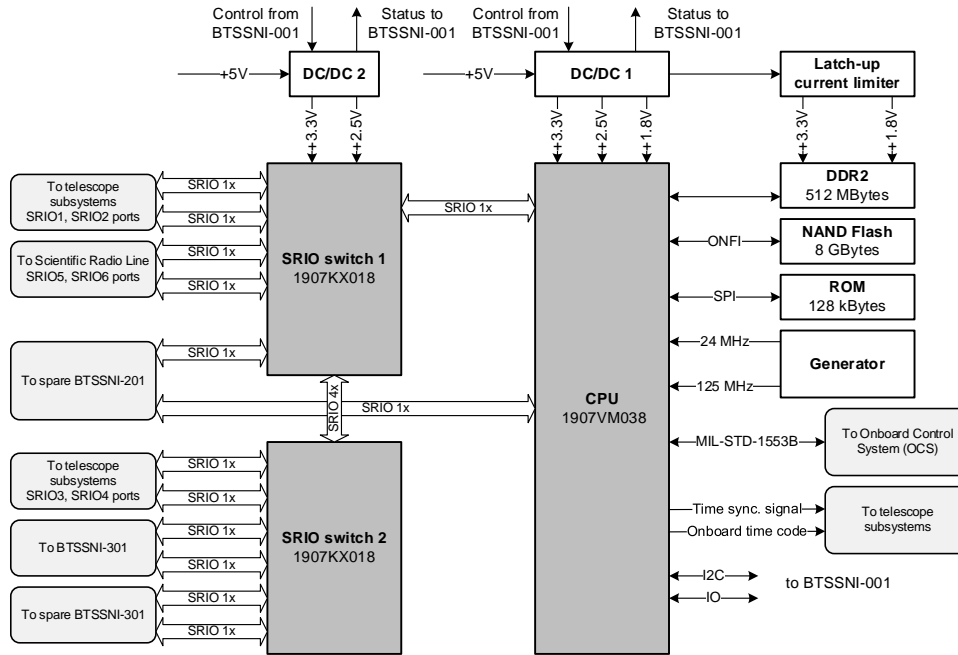 Control from
BTSSNI-001
Status to
BTSSNI-001
Control from
BTSSNI-001
Status to
BTSSNI-001
+5V
DC/DC 2
+5V
DC/DC 1
Latch-up
current limiter
+3.3V
+2.5V
+3.3V
+2.5V
+1.8V
+3.3V
+1.8V
To telescope
subsystems
SRIO1, SRIO2 ports
SRIO 1x
SRIO 1x
To Scientific Radio Line
SRIO5, SRIO6 ports
SRIO 1x
SRIO 1x
SRIO switch 1
1907KX018
SRIO 1x
To spare BTSSNI-201
SRIO 1x
SRIO 4x
SRIO 1x
To telescope
subsystems
SRIO3, SRIO4 ports
SRIO 1x
SRIO 1x
To BTSSNI-301
SRIO 1x
SRIO 1x
To spare BTSSNI-301
SRIO 1x
SRIO 1x
SRIO switch 2
1907KX018
CPU
1907VM038
DDR2
512 MBytes
ONFI
NAND Flash
8 GBytes
SPI
ROM
128 kBytes
24 MHz
125 MHz
Generator
MIL-STD-1553B
To Onboard Control
System (OCS)
Time sync. signal
Onboard time code
To telescope
subsystems
I2C
IO
to BTSSNI-001